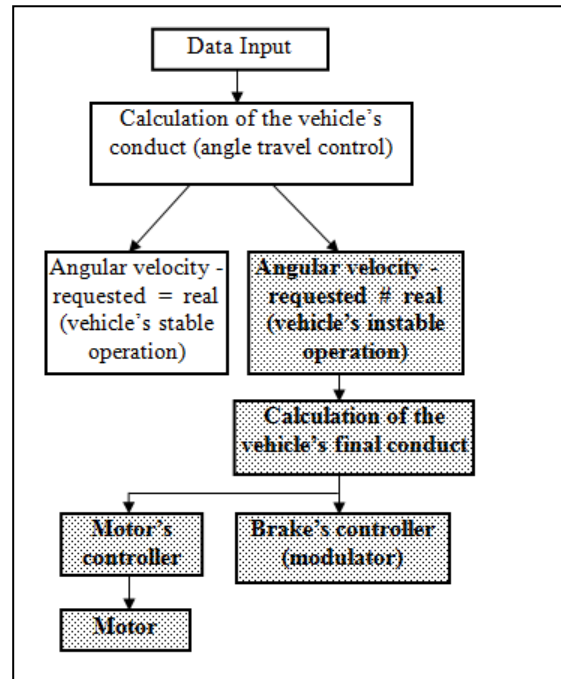 Data Input
Calculation of the vehicle's
conduct (angle travel control)
Angular velocity -
requested = real
(vehicle's stable
operation)
Angular velocity -
requested # real
(vehicle's instable
operation)
Calculation of the
vehicle's final conduct
Motor's
controller
Brake's controller
(modulator)
Motor